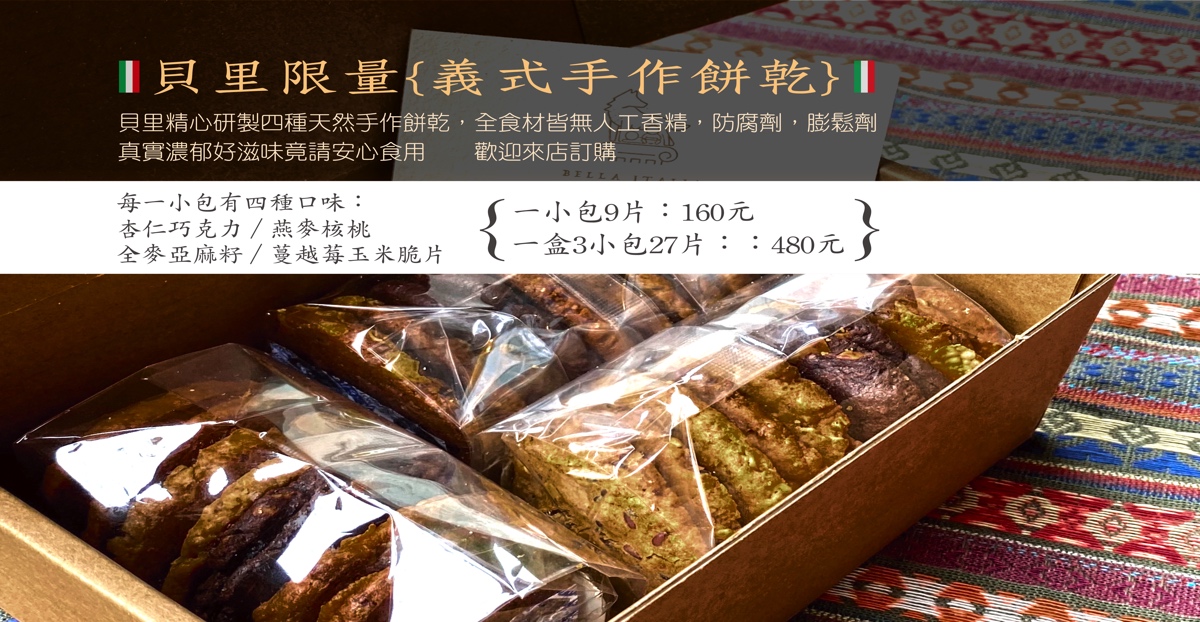 貝里限量{義式手作餅乾}
貝里精心研製四種天然手作餅乾，全食材皆無人工香精，防腐劑，膨鬆劑
真實濃郁好滋味竟請安心食用　　歡迎來店訂購
每一小包有四種口味：
杏仁巧克力/燕麥核桃
全麥亞麻籽/蔓越莓玉米脆片
{一小包9片：160元
一盒3小包27片：：480元}
BELLA ITALI